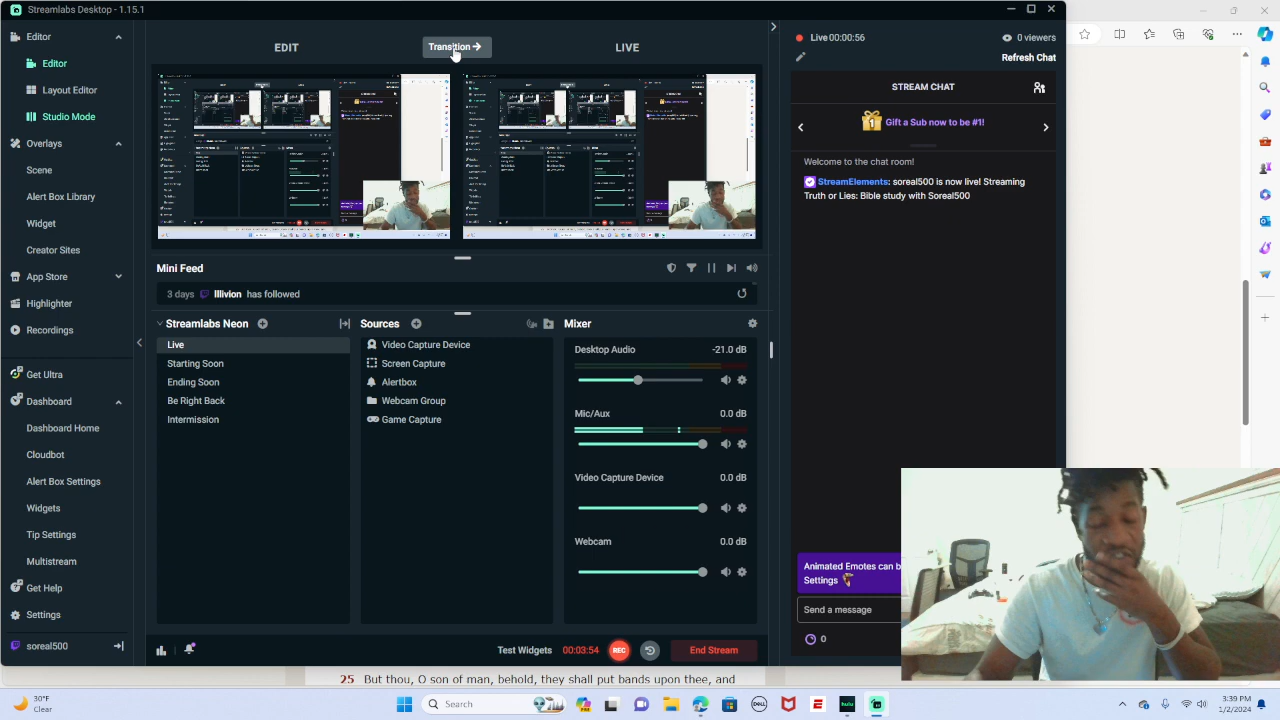 Streamlabs Desktop - 1.15.1
Editor
Editor
Layout Editor
Studio Mode
Overlays
Scene
Alert Box Library
Widget
Creator Sites
App Store
Highlighter
Recordings
Get Ultra
Dashboard
Dashboard Home
Cloudbot
Alert Box Settings
Widgets
Tip Settings
Multistream
Get Help
Settings
soreal500
EDIT
Transition
LIVE
Mini Feed
3 days Illivion has followed
Streamlabs Neon
Live
Starting Soon
Ending Soon
Be Right Back
Intermission
Sources
Video Capture Device
Screen Capture
Alertbox
Webcam Group
Game Capture
Mixer
Desktop Audio -21.0 dB
Mic/Aux 0.0 dB
Video Capture Device 0.0 dB
Webcam 0.0 dB
Test Widgets 00:03:54 REC End Stream
Live 00:00:56 0 viewers
Refresh Chat
STREAM CHAT
1 Gift a Sub now to be #1!
Welcome to the chat room!
StreamElements: soreal500 is now live! Streaming
Truth or Lies: Bible study with Soreal500
Animated Emotes can b
Settings
Send a message
0
25 But thou, O son of man, behold, they shall put bands upon thee, and
30°F
Clear
Search
DELL
hulu
3:39 PM
1/2/2024